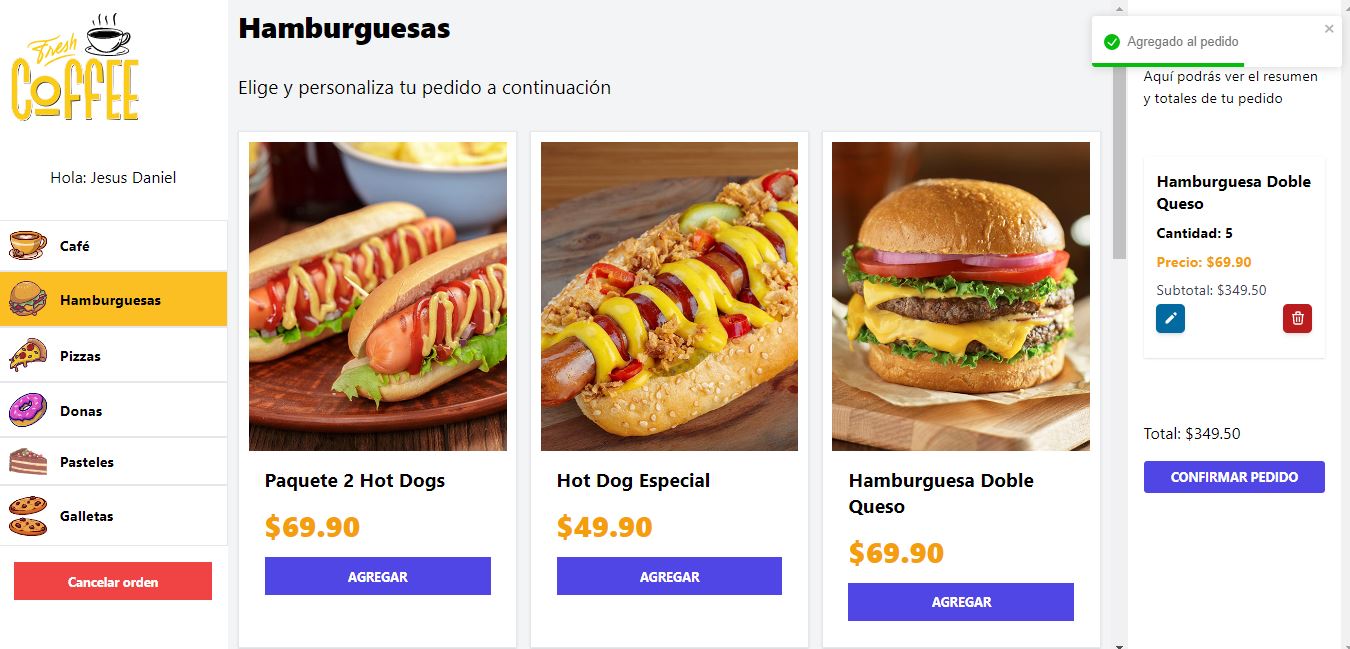 Fresh
COFFEE
Hola: Jesus Daniel
Café
Hamburguesas
Pizzas
Donas
Pasteles
Galletas
Cancelar orden
Hamburguesas
Elige y personaliza tu pedido a continuación
Paquete 2 Hot Dogs
$69.90
AGREGAR
Hot Dog Especial
$49.90
AGREGAR
Hamburguesa Doble
Queso
$69.90
AGREGAR
Agregado al pedido
Aquí podrás ver el resumen
y totales de tu pedido
Hamburguesa Doble
Queso
Cantidad: 5
Precio: $69.90
Subtotal: $349.50
Total: $349.50
CONFIRMAR PEDIDO